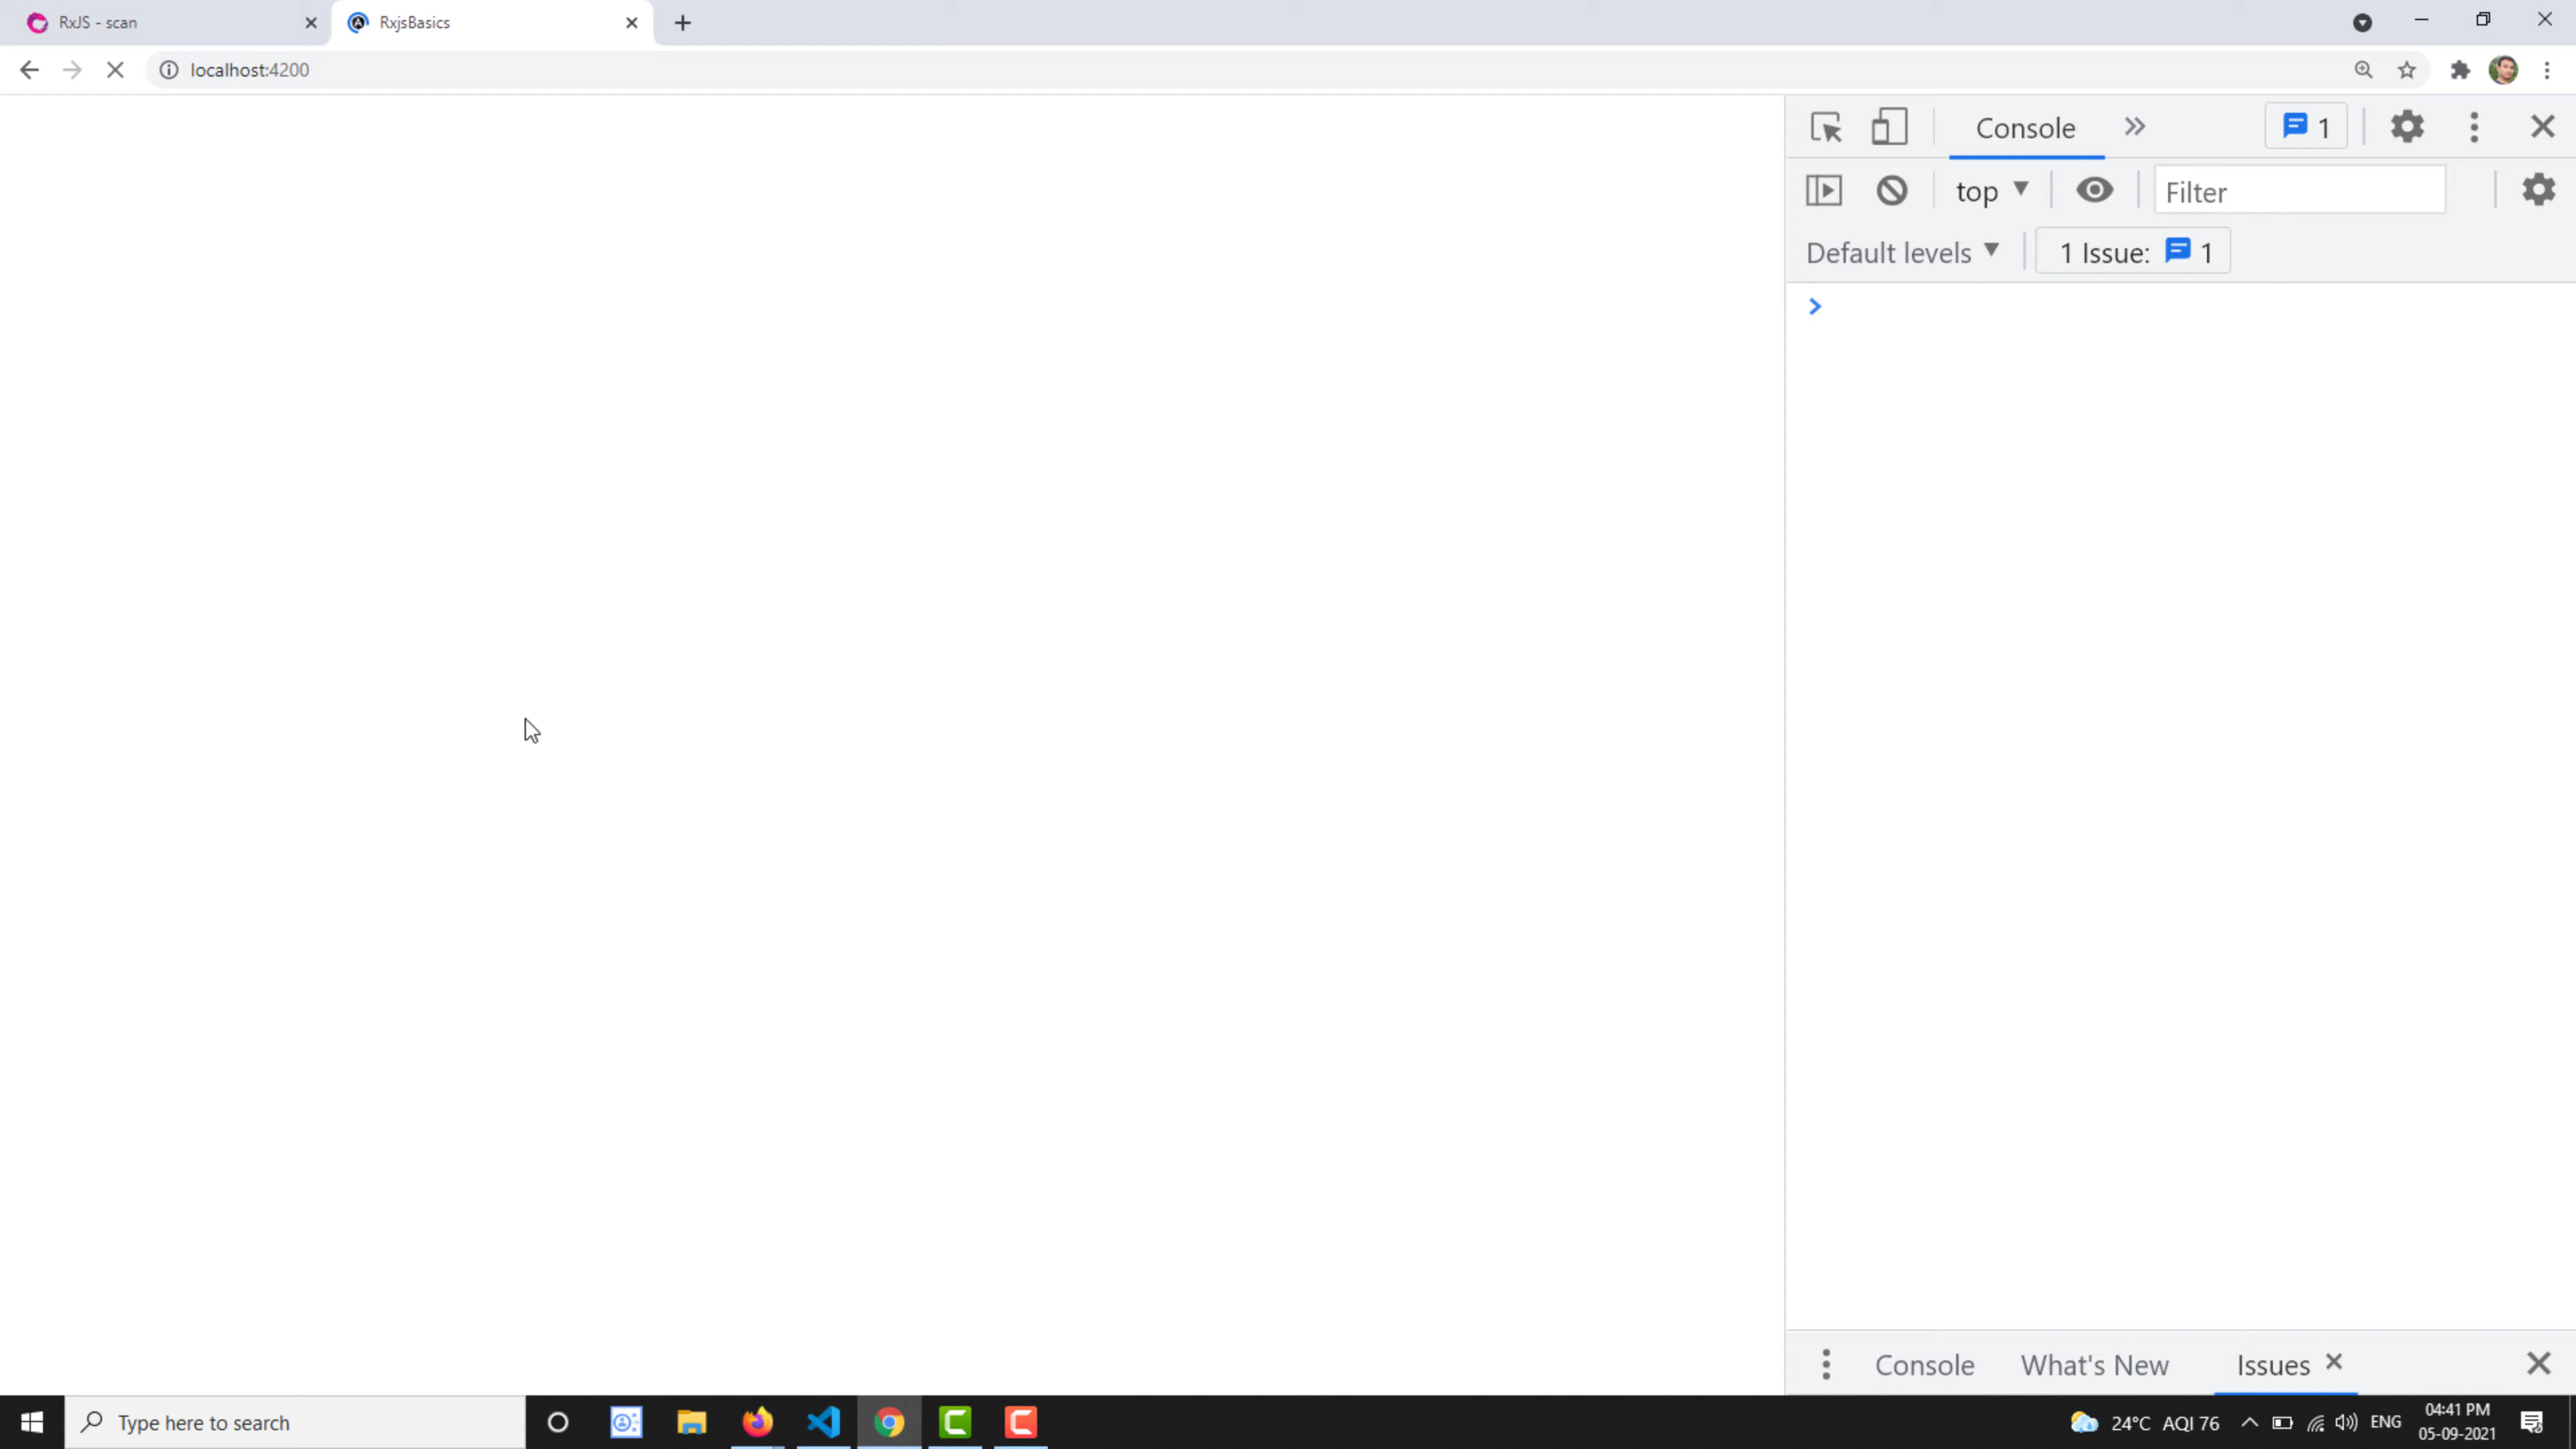 RxJS - scan
RxjsBasics
localhost:4200
Console
1
top
Filter
Default levels
1 Issue: 1
Console
What's New
Issues
Type here to search
24°C AQI 76
ENG
04:41 PM
05-09-2021